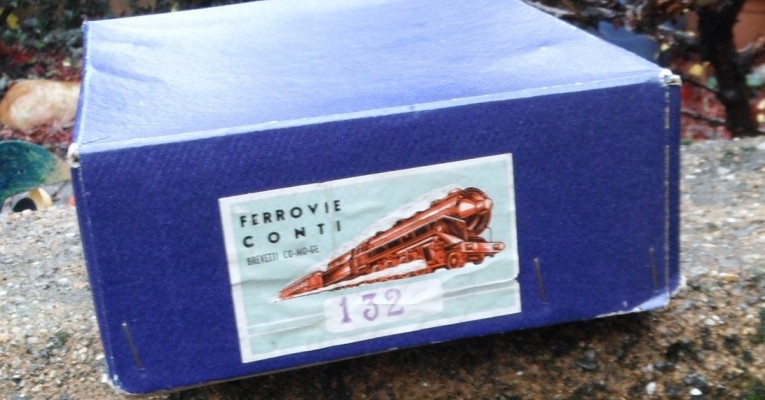 FERROVIE
CONTI
BREVETTI CO-MO-GE
132